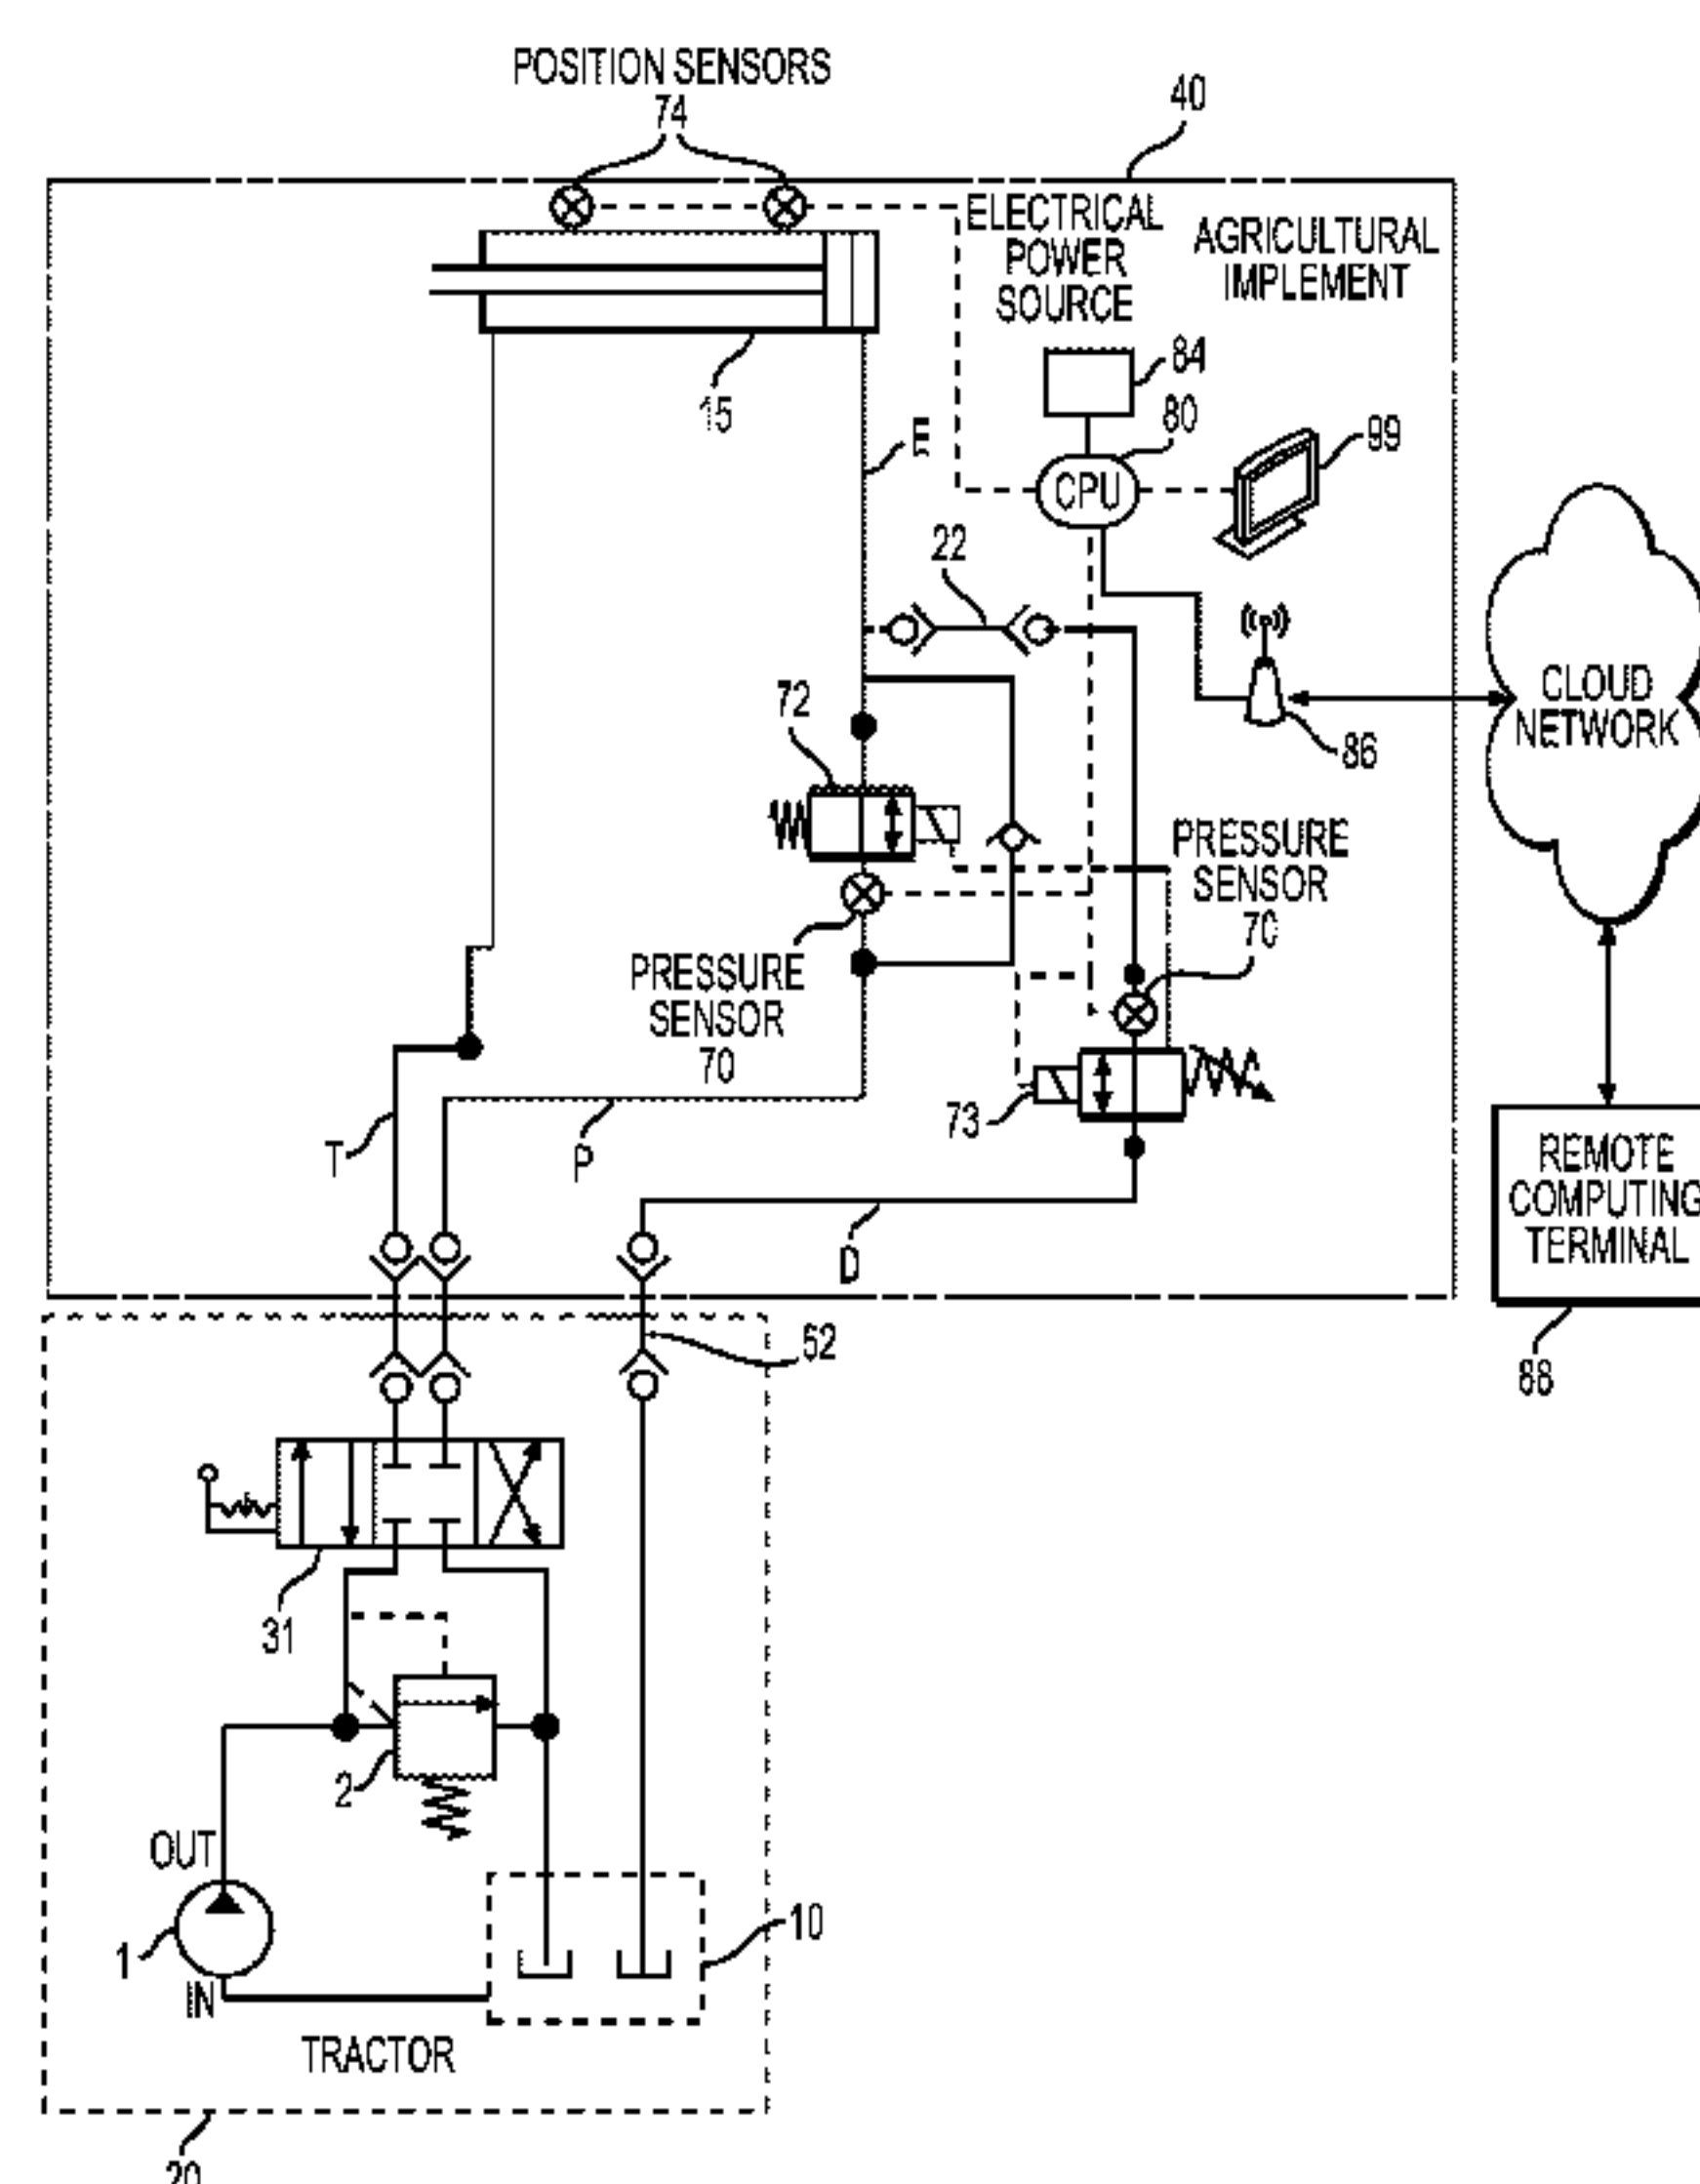 POSITION SENSORS
74
40
ELECTRICAL
POWER
SOURCE
AGRICULTURAL
IMPLEMENT
84
15
80
E
99
CPU
22
CLOUD
NETWORK
72
86
PRESSURE
SENSOR
70
PRESSURE
SENSOR
70
73
T
P
REMOTE
COMPUTING
TERMINAL
D
52
88
31
2
OUT
10
1
IN
TRACTOR
20